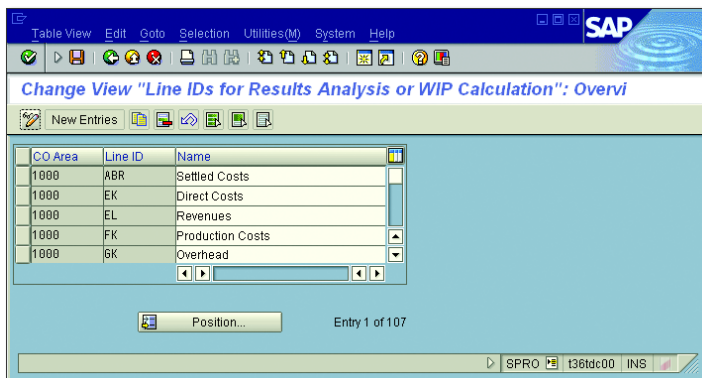 SAP
Table View Edit Goto Selection Utilities(M) System Help
Change View "Line IDs for Results Analysis or WIP Calculation": Overvi
New Entries
CO Area Line ID Name
1000 ABR Settled Costs
1000 EK Direct Costs
1000 EL Revenues
1000 FK Production Costs
1000 GK Overhead
Position... Entry 1 of 107
SPRO t36tdc00 INS